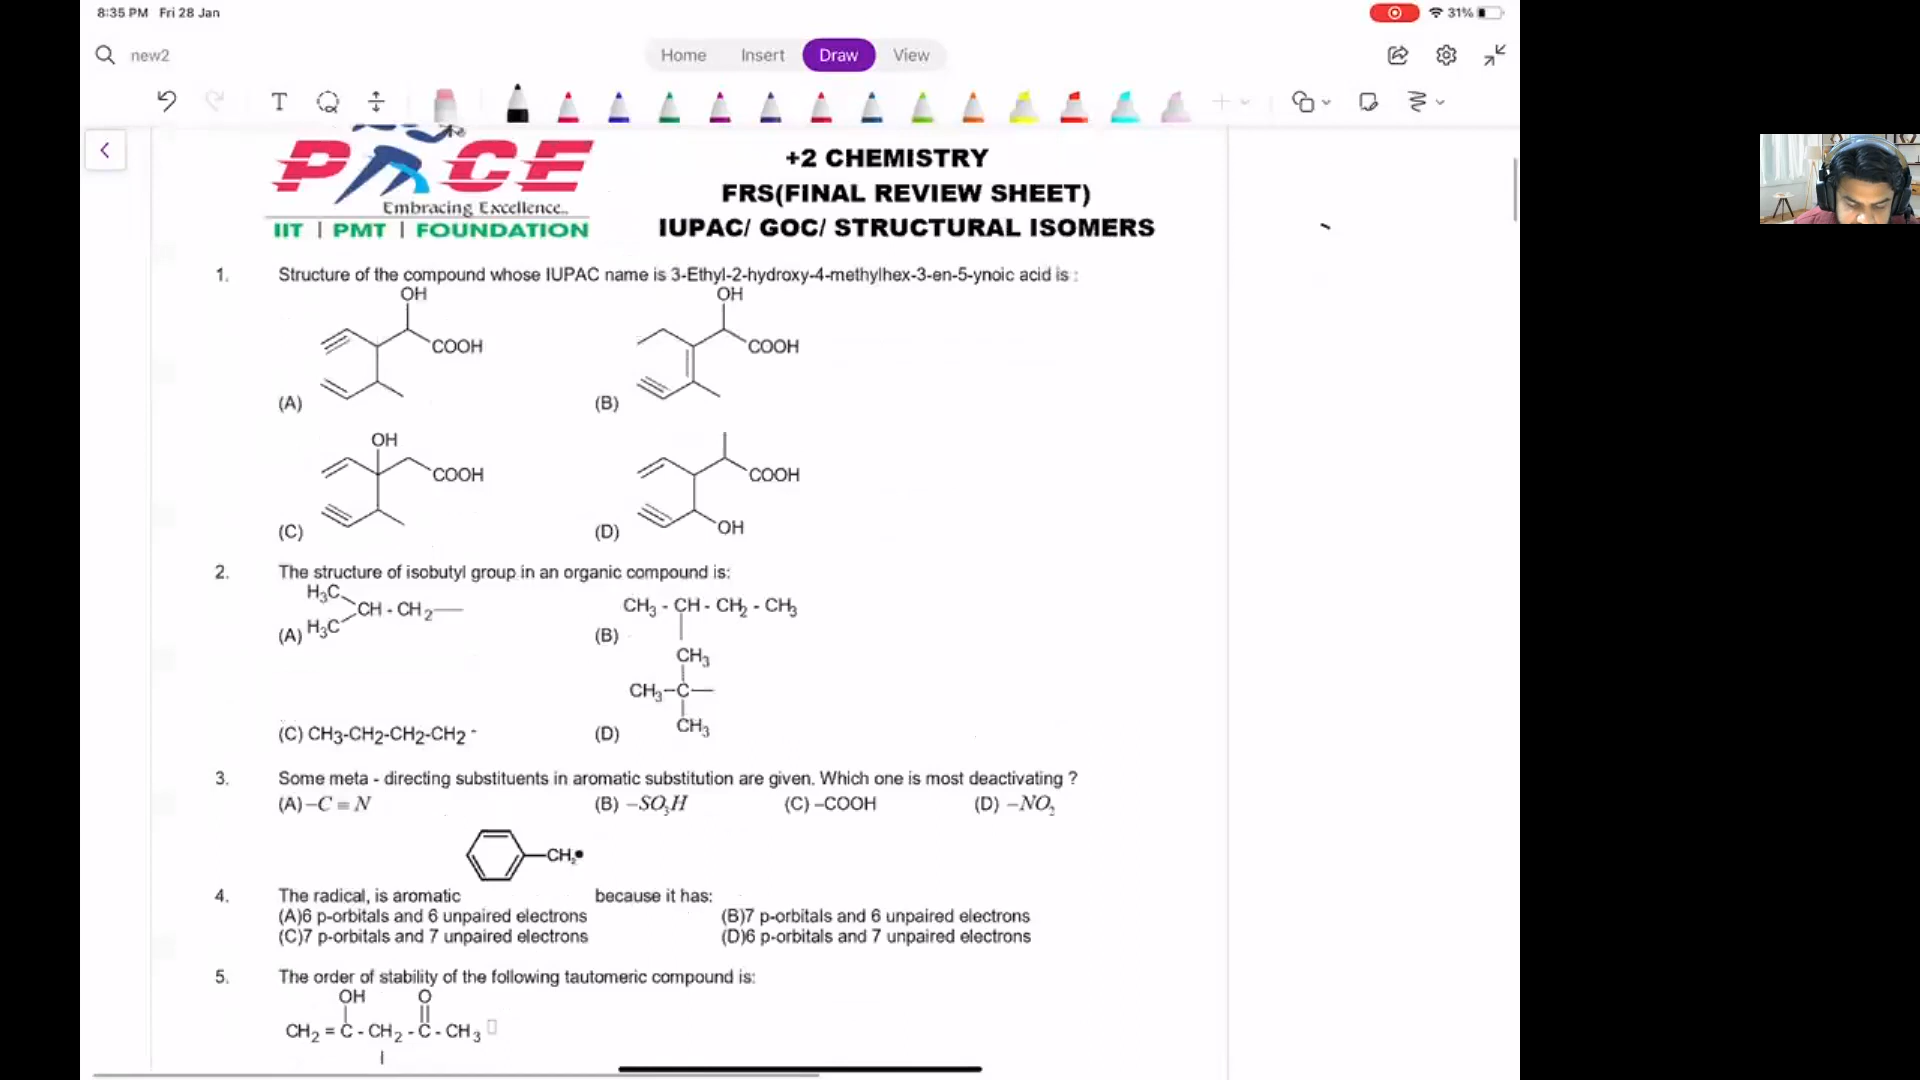 8:35 PM Fri 28 Jan
31%
new2
Home Insert Draw View
T
PACE
Embracing Excellence..
IIT | PMT | FOUNDATION
+2 CHEMISTRY
FRS(FINAL REVIEW SHEET)
IUPAC/ GOC/ STRUCTURAL ISOMERS
1. Structure of the compound whose IUPAC name is 3-Ethyl-2-hydroxy-4-methylhex-3-en-5-ynoic acid is :
OH OH
COOH COOH
(A) (B)
OH
COOH COOH
(C) (D) OH
2. The structure of isobutyl group in an organic compound is:
H₃C
CH - CH₂—
(A) H₃C
CH₃ - CH - CH₂ - CH₃
(B)
CH₃
CH₃–C—
CH₃
(C) CH3-CH2-CH2-CH2 - (D)
3. Some meta - directing substituents in aromatic substitution are given. Which one is most deactivating ?
(A) –C ≡ N (B) –SO₃H (C) –COOH (D) –NO₂
CH₂•
4. The radical, is aromatic because it has:
(A)6 p-orbitals and 6 unpaired electrons (B)7 p-orbitals and 6 unpaired electrons
(C)7 p-orbitals and 7 unpaired electrons (D)6 p-orbitals and 7 unpaired electrons
5. The order of stability of the following tautomeric compound is:
OH O
CH₂ = C - CH₂ - C - CH₃
I